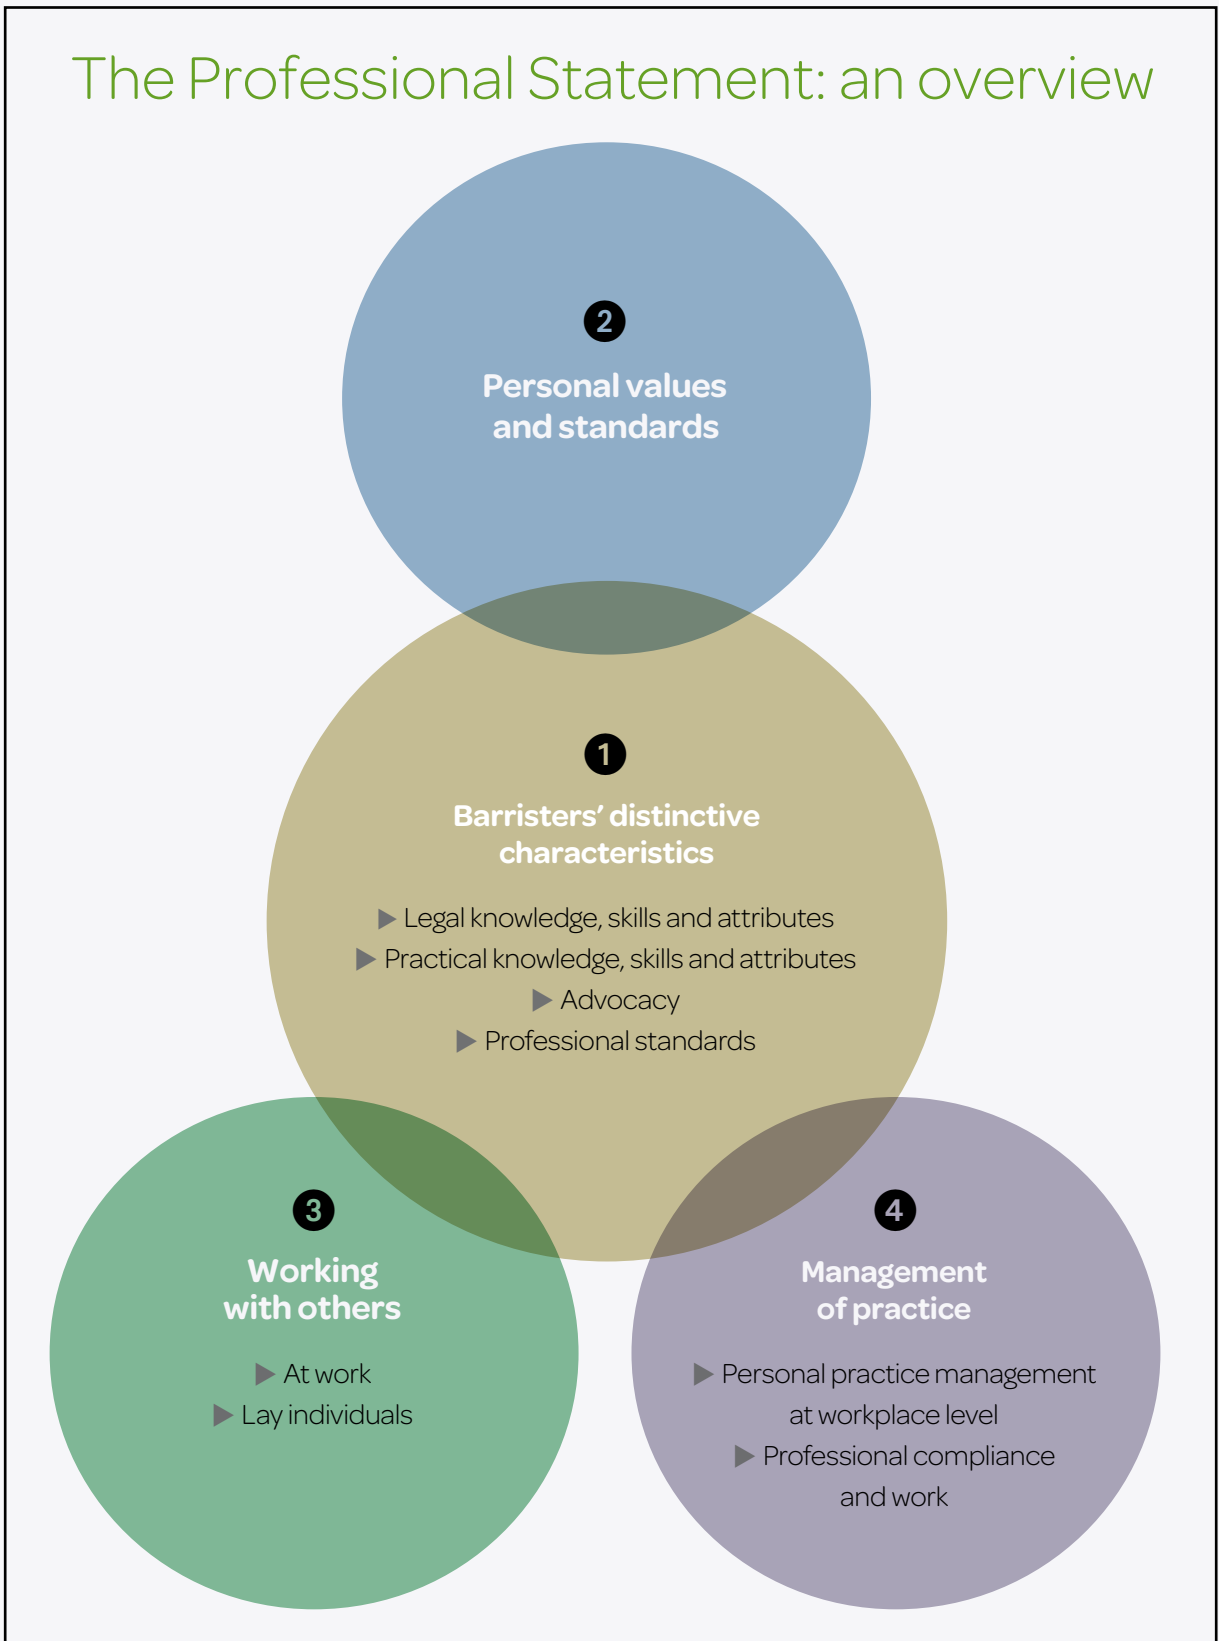 The Professional Statement: an overview
2
Personal values
and standards
1
Barristers’ distinctive
characteristics
▶ Legal knowledge, skills and attributes
▶ Practical knowledge, skills and attributes
▶ Advocacy
▶ Professional standards
3
Working
with others
▶ At work
▶ Lay individuals
4
Management
of practice
▶ Personal practice management
at workplace level
▶ Professional compliance
and work